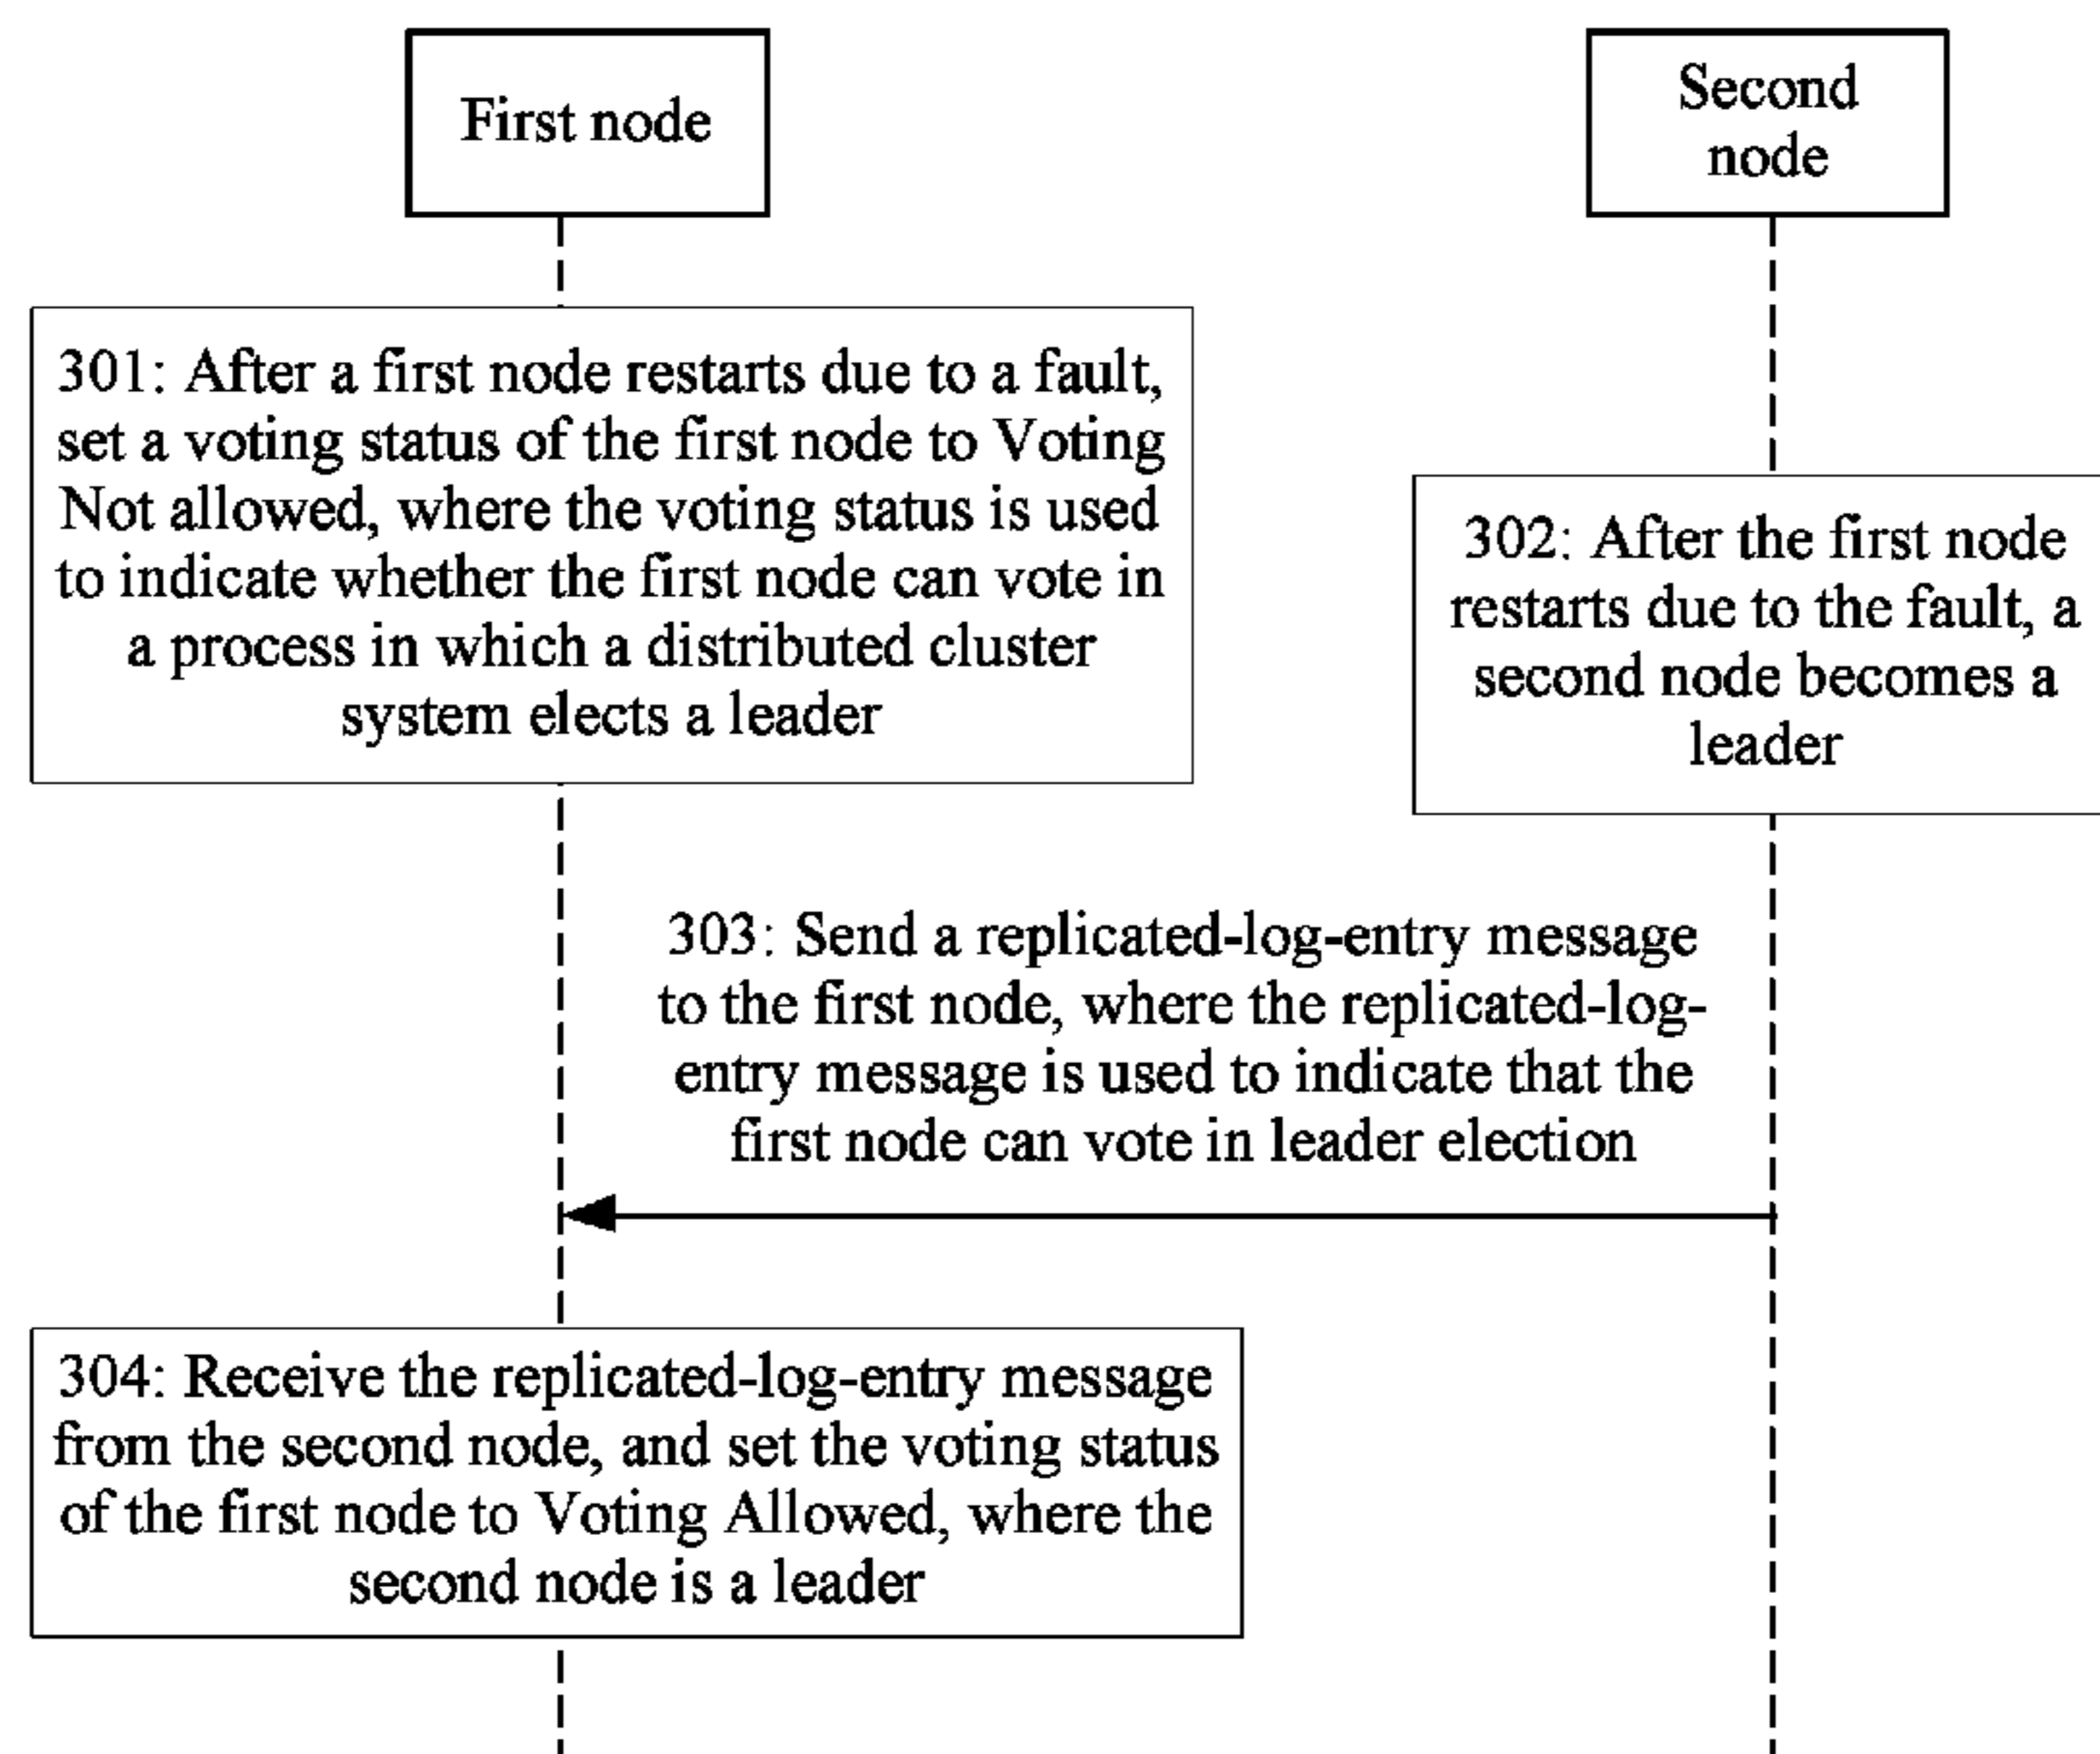 First node
Second
node
301: After a first node restarts due to a fault,
set a voting status of the first node to Voting
Not allowed, where the voting status is used
to indicate whether the first node can vote in
a process in which a distributed cluster
system elects a leader
302: After the first node
restarts due to the fault, a
second node becomes a
leader
303: Send a replicated-log-entry message
to the first node, where the replicated-log-
entry message is used to indicate that the
first node can vote in leader election
304: Receive the replicated-log-entry message
from the second node, and set the voting status
of the first node to Voting Allowed, where the
second node is a leader